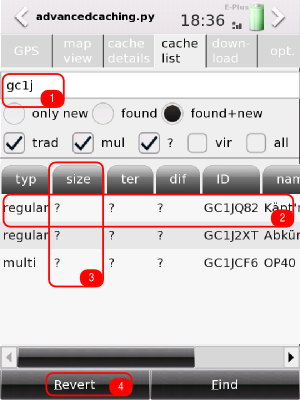 E-Plus
advancedcaching.py 18:36
GPS map view cache details cache list down-load opt.
gc1j
1
only new found found+new
trad mul ? vir all
typ size ter dif ID nam
regular ? ? ? GC1JQ82 Käpt'n
2
regular ? ? ? GC1J2XT Abkür
multi ? ? ? GC1JCF6 OP40
3
Revert 4 Find